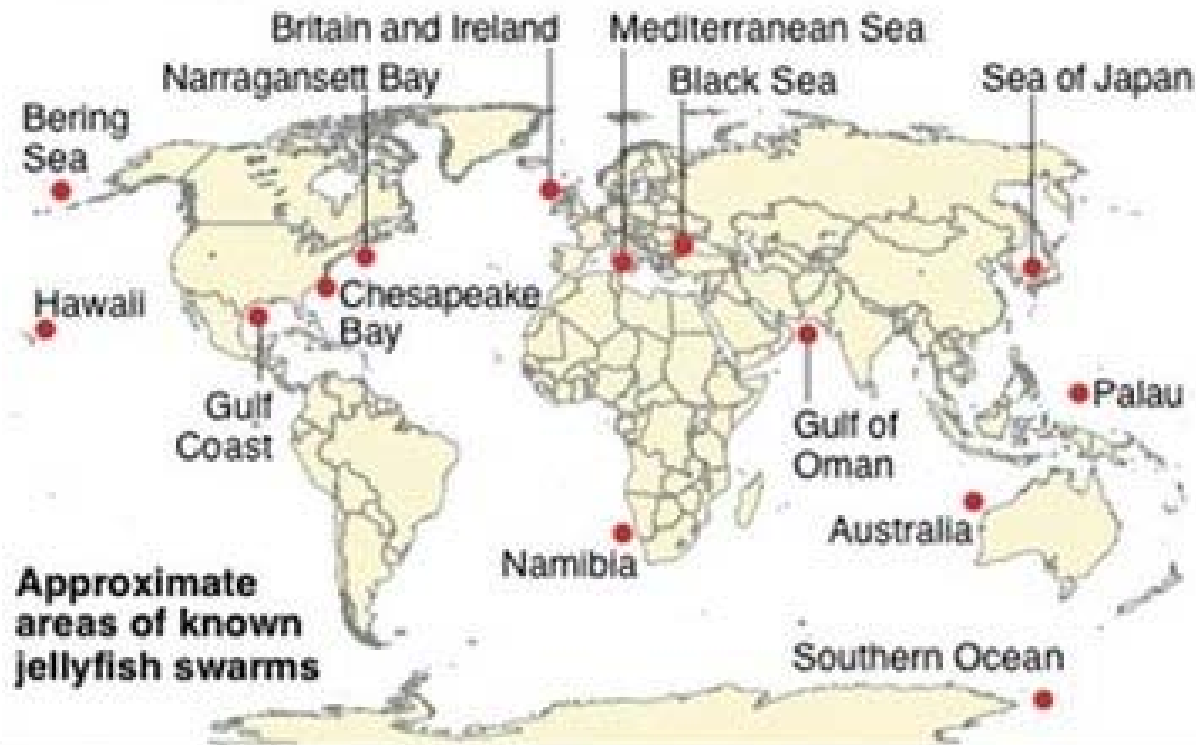 Britain and Ireland
Mediterranean Sea
Narragansett Bay
Black Sea
Sea of Japan
Bering
Sea
Hawaii
Chesapeake
Bay
Gulf
Coast
Gulf of
Oman
Palau
Australia
Namibia
Approximate
areas of known
jellyfish swarms
Southern Ocean